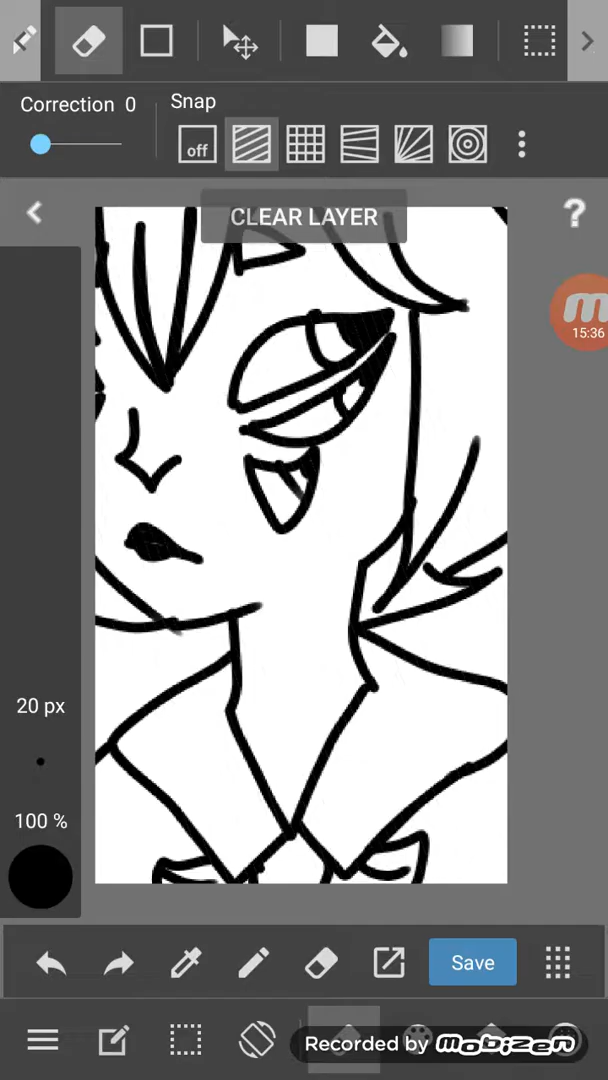 Correction 0
Snap
off
CLEAR LAYER
?
m
15:36
20 px
100 %
Save
Recorded by mobizen